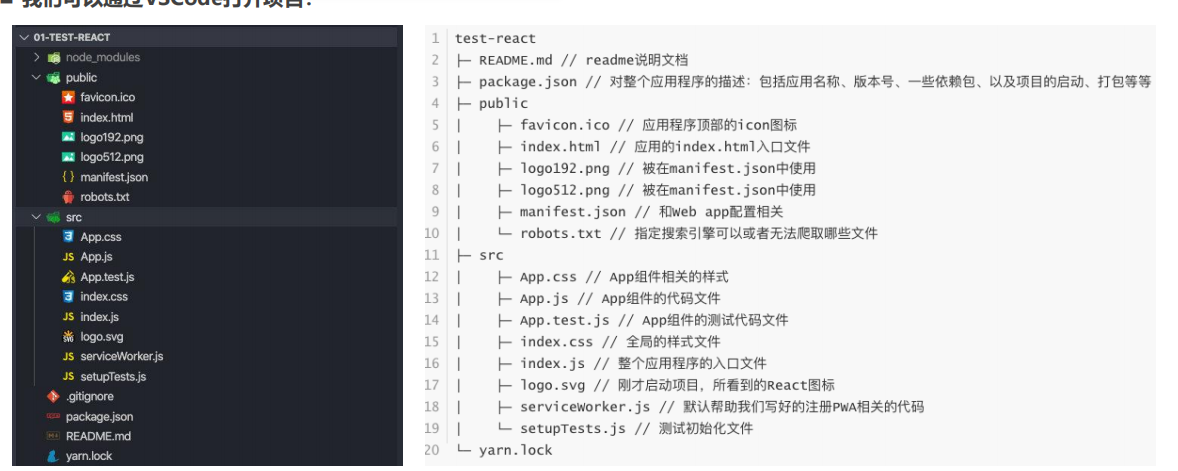 我们可以通过VSCode打开项目：
01-TEST-REACT
node_modules
public
favicon.ico
index.html
logo192.png
logo512.png
manifest.json
robots.txt
src
App.css
App.js
App.test.js
index.css
index.js
logo.svg
serviceWorker.js
setupTests.js
.gitignore
package.json
README.md
yarn.lock
1 test-react
2 ├─ README.md // readme说明文档
3 ├─ package.json // 对整个应用程序的描述：包括应用名称、版本号、一些依赖包、以及项目的启动、打包等等
4 ├─ public
5 |    ├─ favicon.ico // 应用程序顶部的icon图标
6 |    ├─ index.html // 应用的index.html入口文件
7 |    ├─ logo192.png // 被在manifest.json中使用
8 |    ├─ logo512.png // 被在manifest.json中使用
9 |    ├─ manifest.json // 和Web app配置相关
10 |    └─ robots.txt // 指定搜索引擎可以或者无法爬取哪些文件
11 ├─ src
12 |    ├─ App.css // App组件相关的样式
13 |    ├─ App.js // App组件的代码文件
14 |    ├─ App.test.js // App组件的测试代码文件
15 |    ├─ index.css // 全局的样式文件
16 |    ├─ index.js // 整个应用程序的入口文件
17 |    ├─ logo.svg // 刚才启动项目，所看到的React图标
18 |    ├─ serviceWorker.js // 默认帮助我们写好的注册PWA相关的代码
19 |    └─ setupTests.js // 测试初始化文件
20 └─ yarn.lock